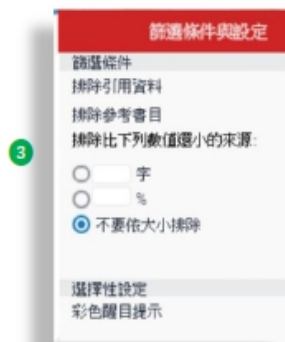 篩選條件與設定
篩選條件
排除引用資料
排除參考書目
3
排除比下列數值還小的來源:
字
%
不要依大小排除
選擇性設定
彩色醒目提示